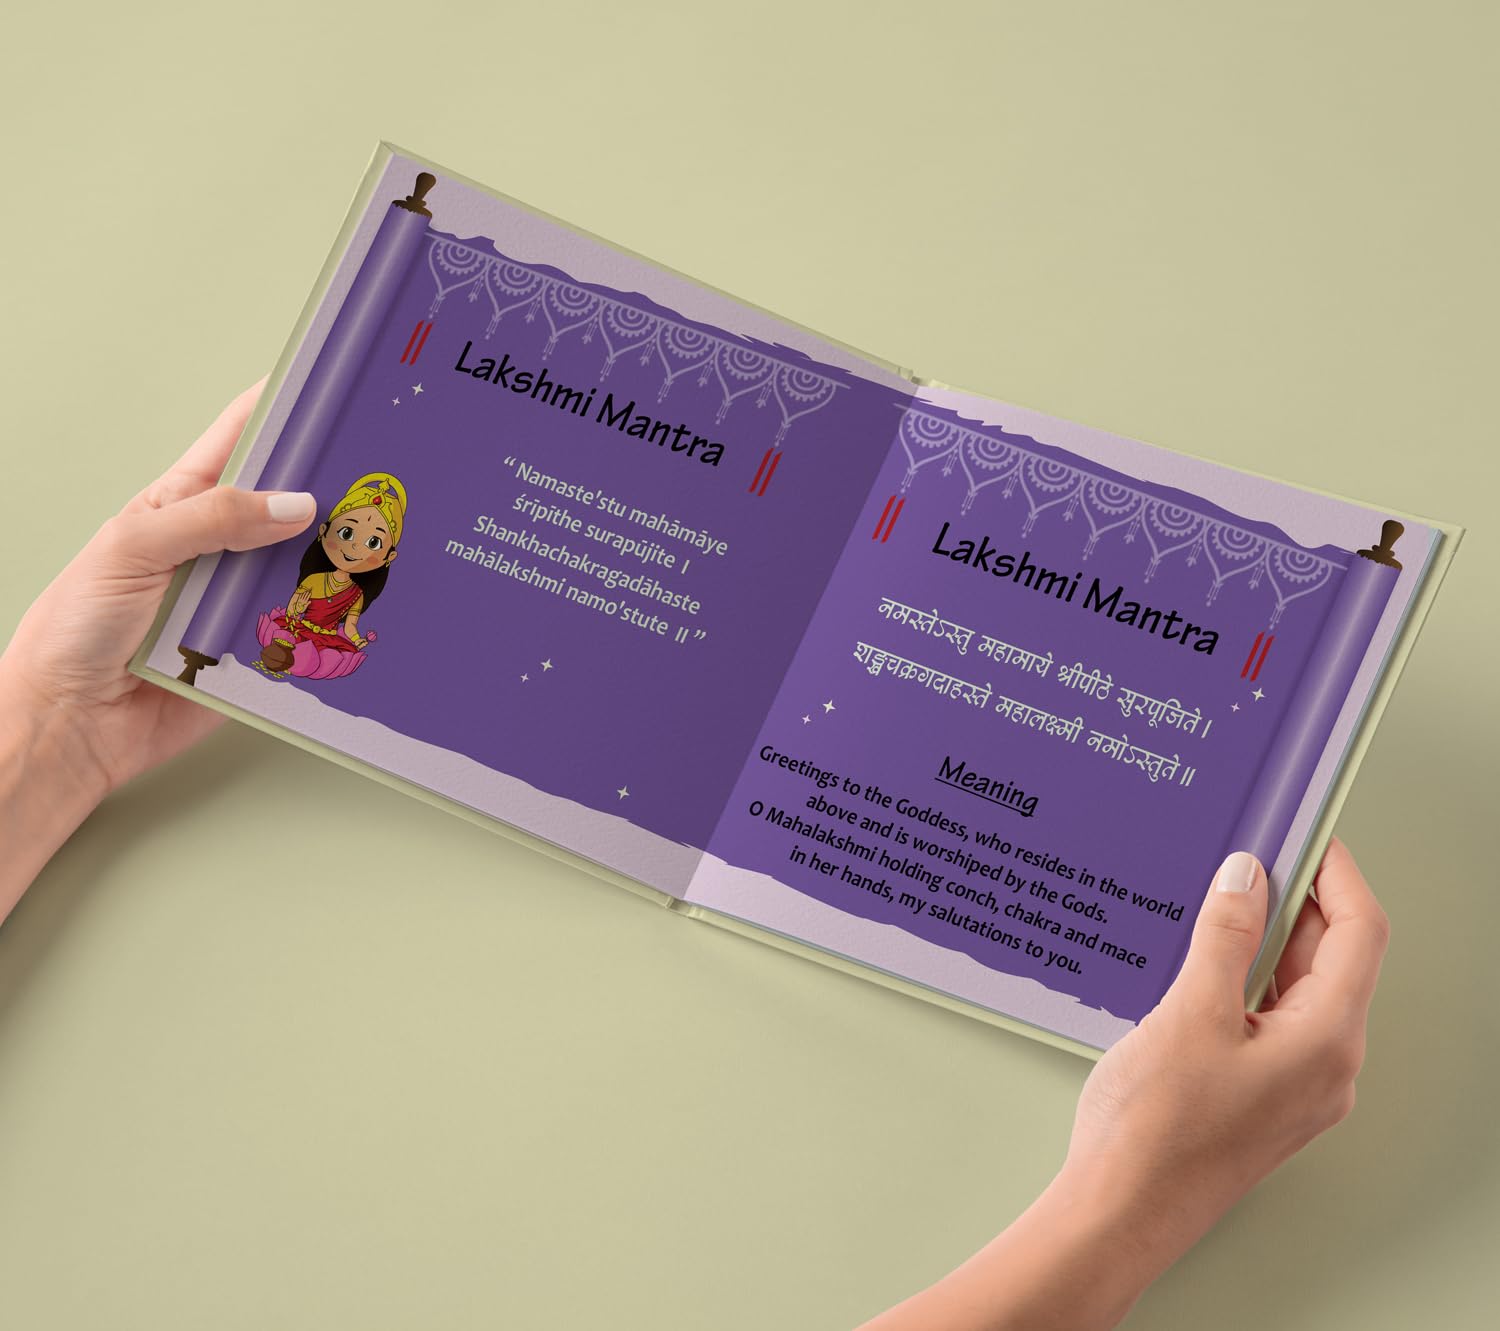 || Lakshmi Mantra ||
“ Namaste'stu mahāmāye
śrīpīthe surapūjite ।
Shankhachakragadāhaste
mahālakshmi namo'stute ॥ ”
|| Lakshmi Mantra ||
नमस्तेऽस्तु महामाये श्रीपीठे सुरपूजिते।
शङ्खचक्रगदाहस्ते महालक्ष्मी नमोऽस्तुते॥
Meaning
Greetings to the Goddess, who resides in the world
above and is worshiped by the Gods.
O Mahalakshmi holding conch, chakra and mace
in her hands, my salutations to you.